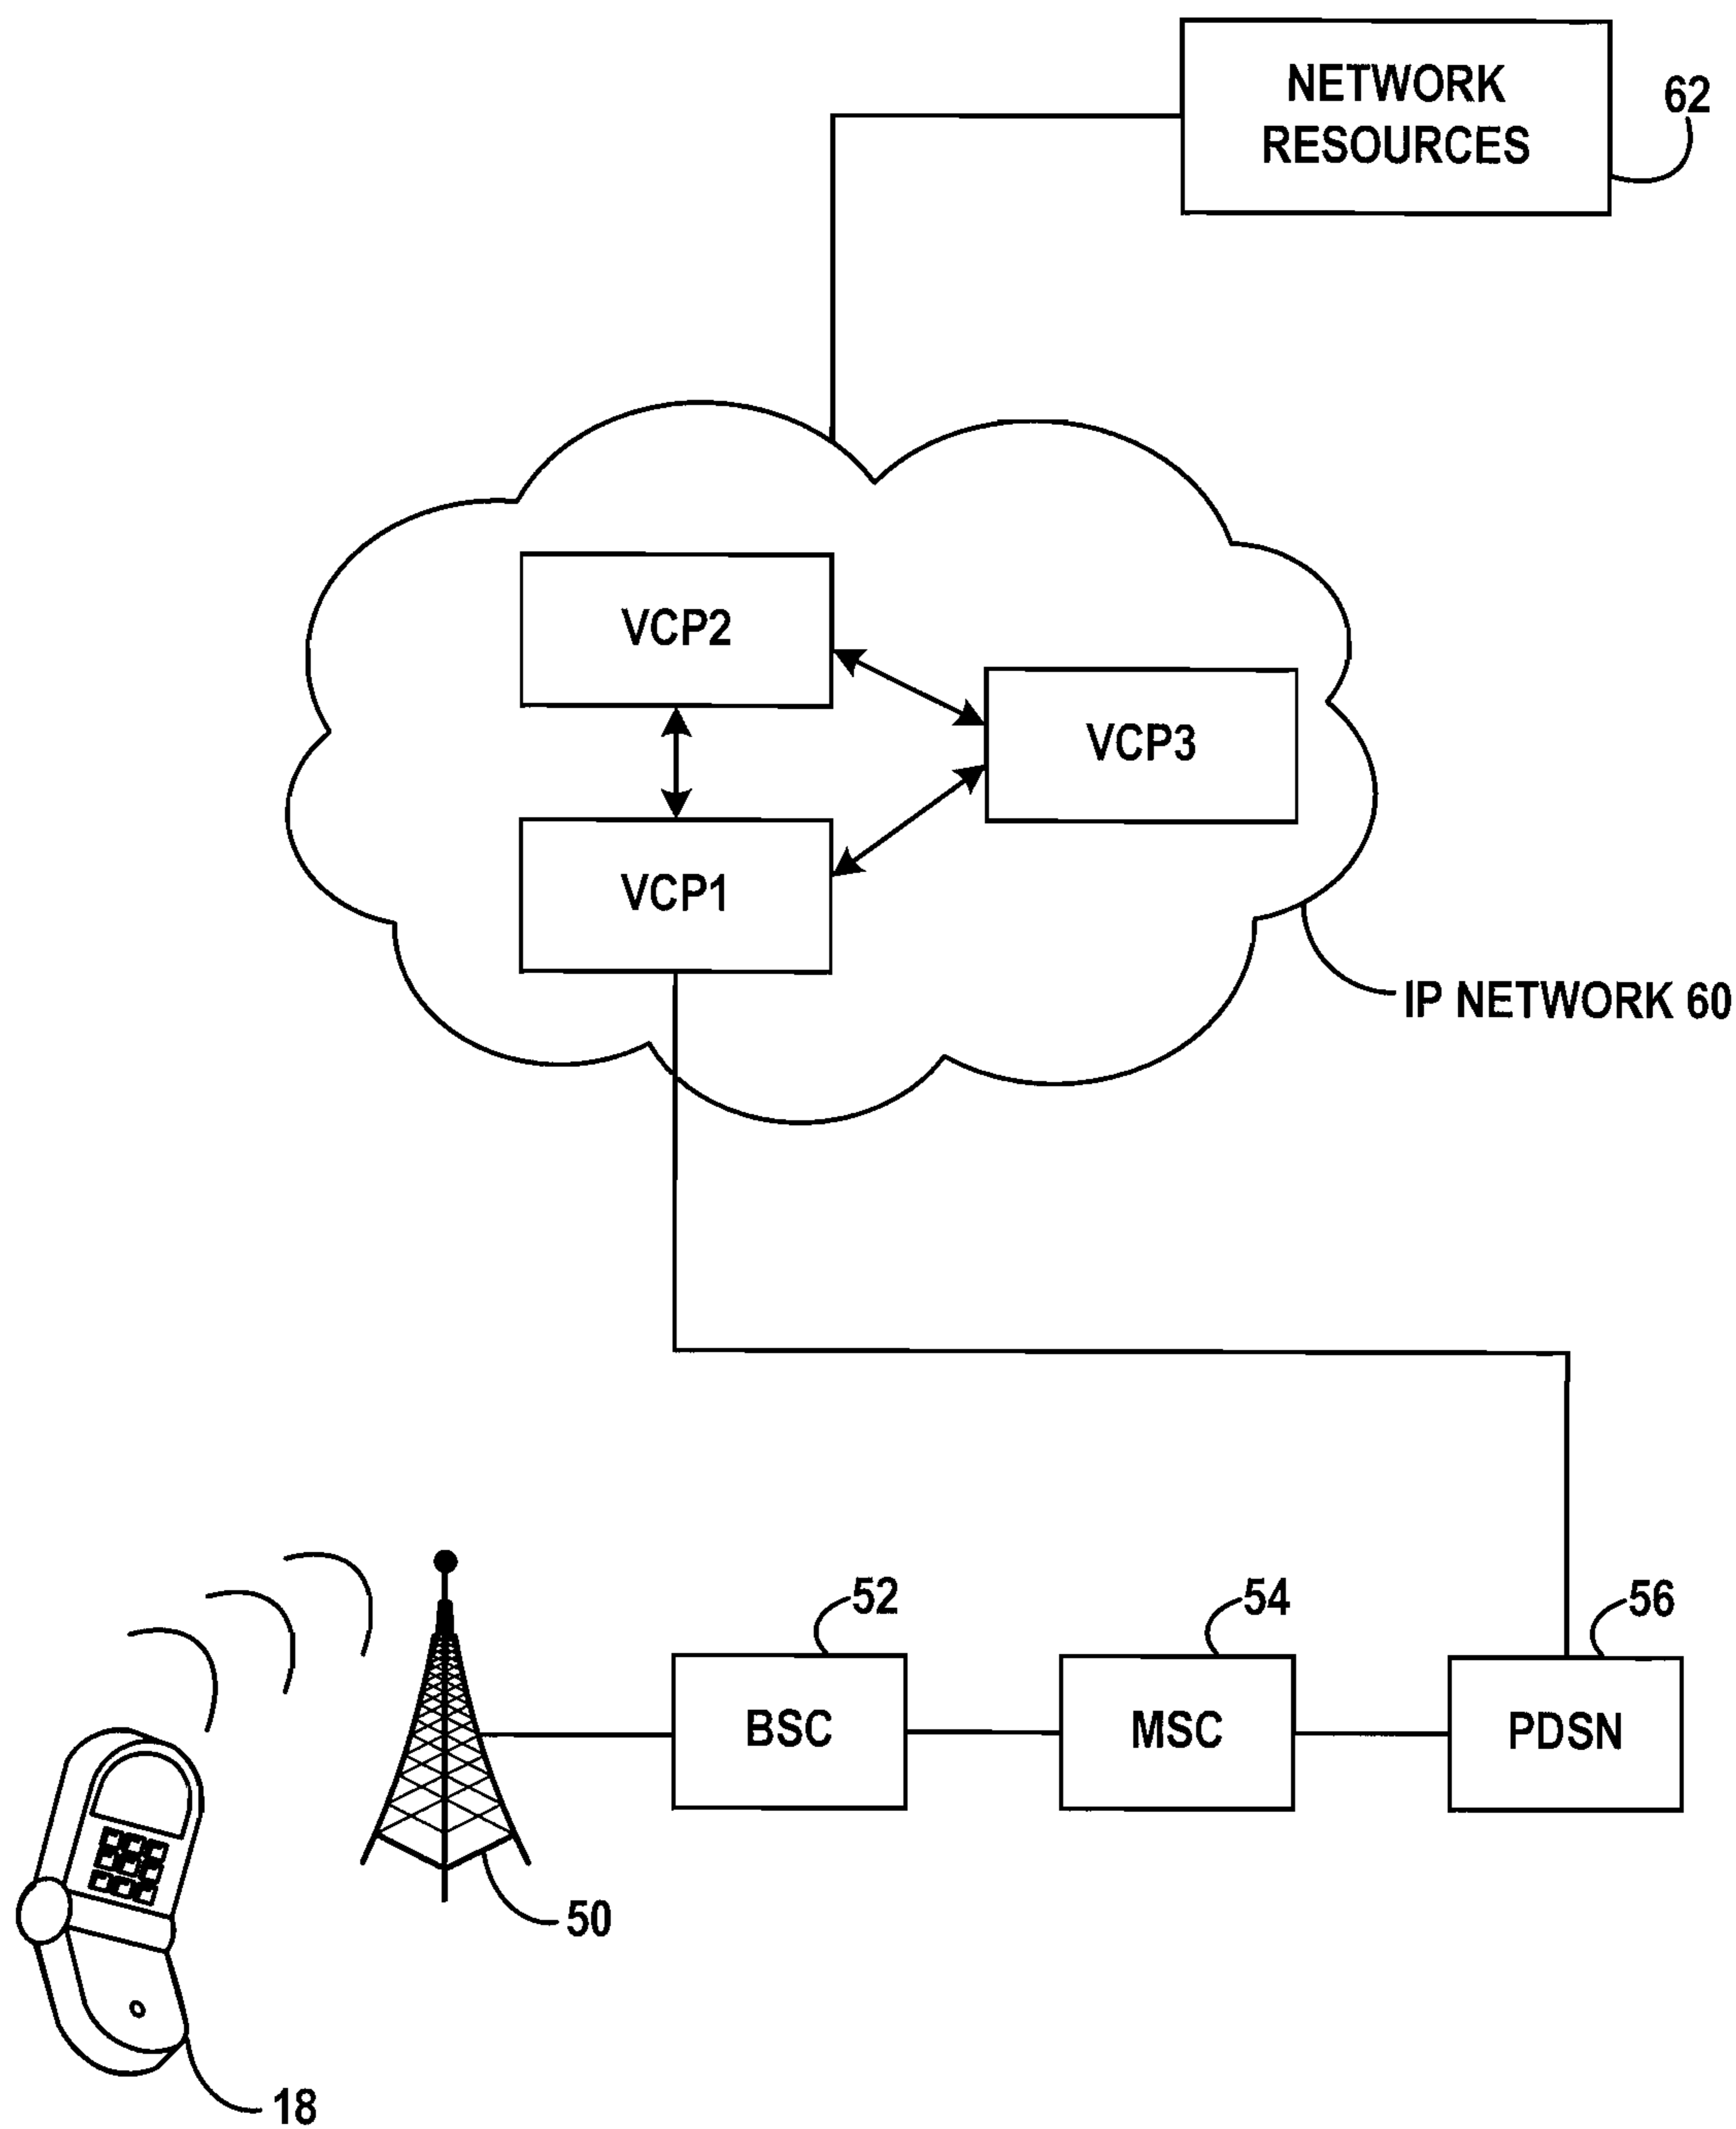 NETWORK
RESOURCES
62
VCP2
VCP3
VCP1
IP NETWORK 60
52
54
56
BSC
MSC
PDSN
50
18